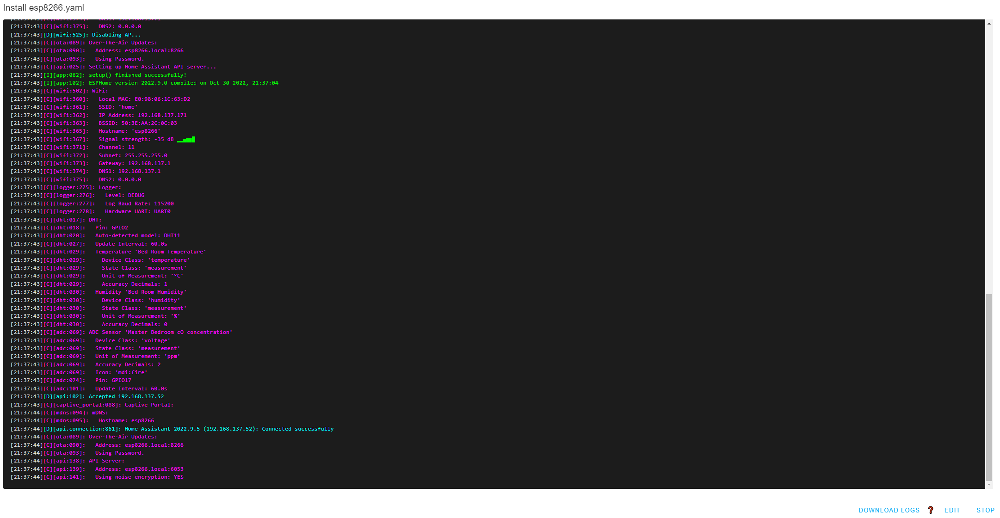 Install esp8266.yaml
[21:37:43][C][wifi:374]:   DNS1: 192.168.137.1
[21:37:43][C][wifi:375]:   DNS2: 0.0.0.0
[21:37:43][D][wifi:525]: Disabling AP...
[21:37:43][C][ota:089]: Over-The-Air Updates:
[21:37:43][C][ota:090]:   Address: esp8266.local:8266
[21:37:43][C][ota:093]:   Using Password.
[21:37:43][C][api:025]: Setting up Home Assistant API server...
[21:37:43][I][app:062]: setup() finished successfully!
[21:37:43][I][app:102]: ESPHome version 2022.9.0 compiled on Oct 30 2022, 21:37:04
[21:37:43][C][wifi:502]: WiFi:
[21:37:43][C][wifi:360]:   Local MAC: E0:98:06:1C:63:D2
[21:37:43][C][wifi:361]:   SSID: 'home'
[21:37:43][C][wifi:362]:   IP Address: 192.168.137.171
[21:37:43][C][wifi:363]:   BSSID: 50:3E:AA:2C:0C:03
[21:37:43][C][wifi:365]:   Hostname: 'esp8266'
[21:37:43][C][wifi:367]:   Signal strength: -35 dB ▂▄▆█
[21:37:43][C][wifi:371]:   Channel: 11
[21:37:43][C][wifi:372]:   Subnet: 255.255.255.0
[21:37:43][C][wifi:373]:   Gateway: 192.168.137.1
[21:37:43][C][wifi:374]:   DNS1: 192.168.137.1
[21:37:43][C][wifi:375]:   DNS2: 0.0.0.0
[21:37:43][C][logger:275]: Logger:
[21:37:43][C][logger:276]:   Level: DEBUG
[21:37:43][C][logger:277]:   Log Baud Rate: 115200
[21:37:43][C][logger:278]:   Hardware UART: UART0
[21:37:43][C][dht:017]: DHT:
[21:37:43][C][dht:018]:   Pin: GPIO2
[21:37:43][C][dht:020]:   Auto-detected model: DHT11
[21:37:43][C][dht:027]:   Update Interval: 60.0s
[21:37:43][C][dht:029]:   Temperature 'Bed Room Temperature'
[21:37:43][C][dht:029]:     Device Class: 'temperature'
[21:37:43][C][dht:029]:     State Class: 'measurement'
[21:37:43][C][dht:029]:     Unit of Measurement: '°C'
[21:37:43][C][dht:029]:     Accuracy Decimals: 1
[21:37:43][C][dht:030]:   Humidity 'Bed Room Humidity'
[21:37:43][C][dht:030]:     Device Class: 'humidity'
[21:37:43][C][dht:030]:     State Class: 'measurement'
[21:37:43][C][dht:030]:     Unit of Measurement: '%'
[21:37:43][C][dht:030]:     Accuracy Decimals: 0
[21:37:43][C][adc:069]: ADC Sensor 'Master Bedroom cO concentration'
[21:37:43][C][adc:069]:   Device Class: 'voltage'
[21:37:43][C][adc:069]:   State Class: 'measurement'
[21:37:43][C][adc:069]:   Unit of Measurement: 'ppm'
[21:37:43][C][adc:069]:   Accuracy Decimals: 2
[21:37:43][C][adc:069]:   Icon: 'mdi:fire'
[21:37:43][C][adc:074]:   Pin: GPIO17
[21:37:43][C][adc:101]:   Update Interval: 60.0s
[21:37:43][D][api:102]: Accepted 192.168.137.52
[21:37:43][C][captive_portal:088]: Captive Portal:
[21:37:44][C][mdns:094]: mDNS:
[21:37:44][C][mdns:095]:   Hostname: esp8266
[21:37:44][D][api.connection:861]: Home Assistant 2022.9.5 (192.168.137.52): Connected successfully
[21:37:44][C][ota:089]: Over-The-Air Updates:
[21:37:44][C][ota:090]:   Address: esp8266.local:8266
[21:37:44][C][ota:093]:   Using Password.
[21:37:44][C][api:138]: API Server:
[21:37:44][C][api:139]:   Address: esp8266.local:6053
[21:37:44][C][api:141]:   Using noise encryption: YES
DOWNLOAD LOGS ❓ EDIT STOP